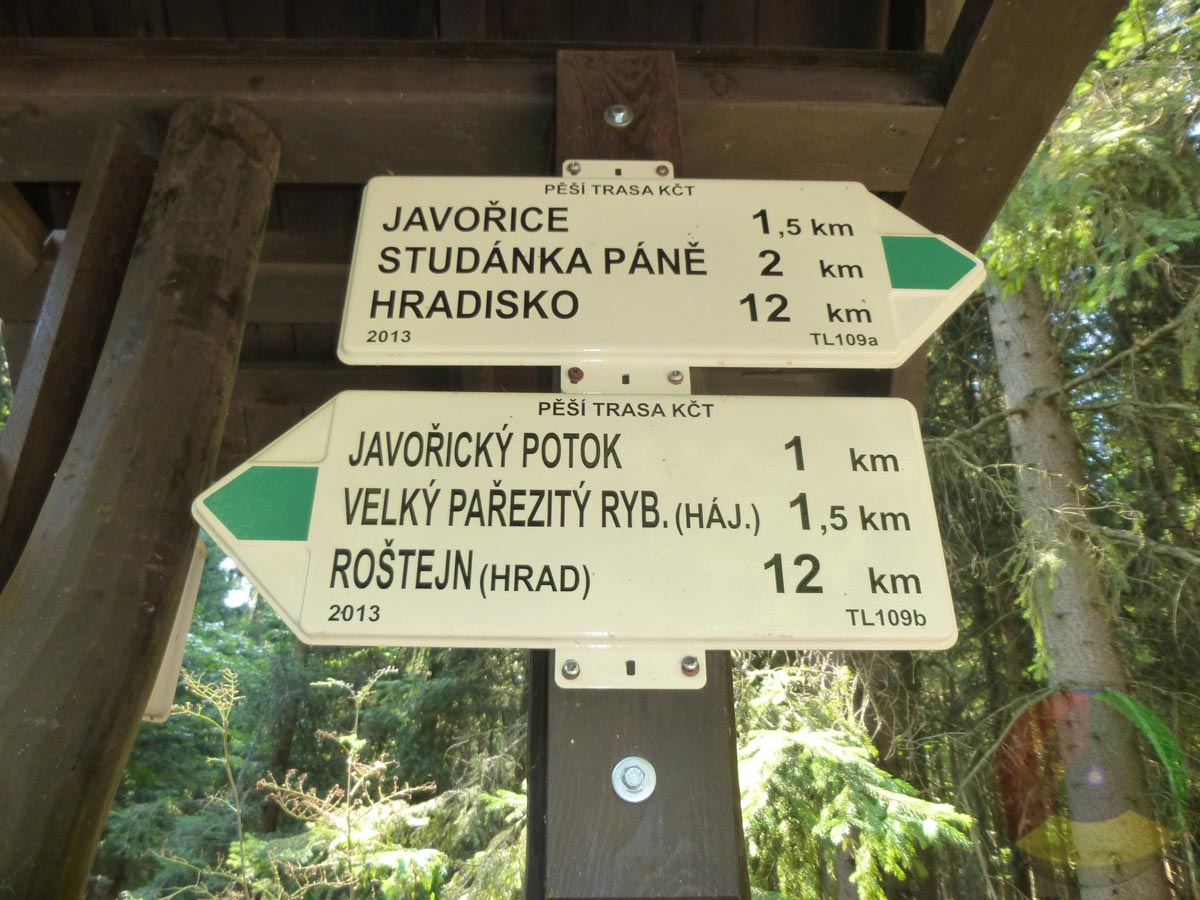 PĚŠÍ TRASA KČT
JAVOŘICE 1,5 km
STUDÁNKA PÁNĚ 2 km
HRADISKO 12 km
2013 TL109a
PĚŠÍ TRASA KČT
JAVOŘICKÝ POTOK 1 km
VELKÝ PAŘEZITÝ RYB. (HÁJ.) 1,5 km
ROŠTEJN (HRAD) 12 km
2013 TL109b